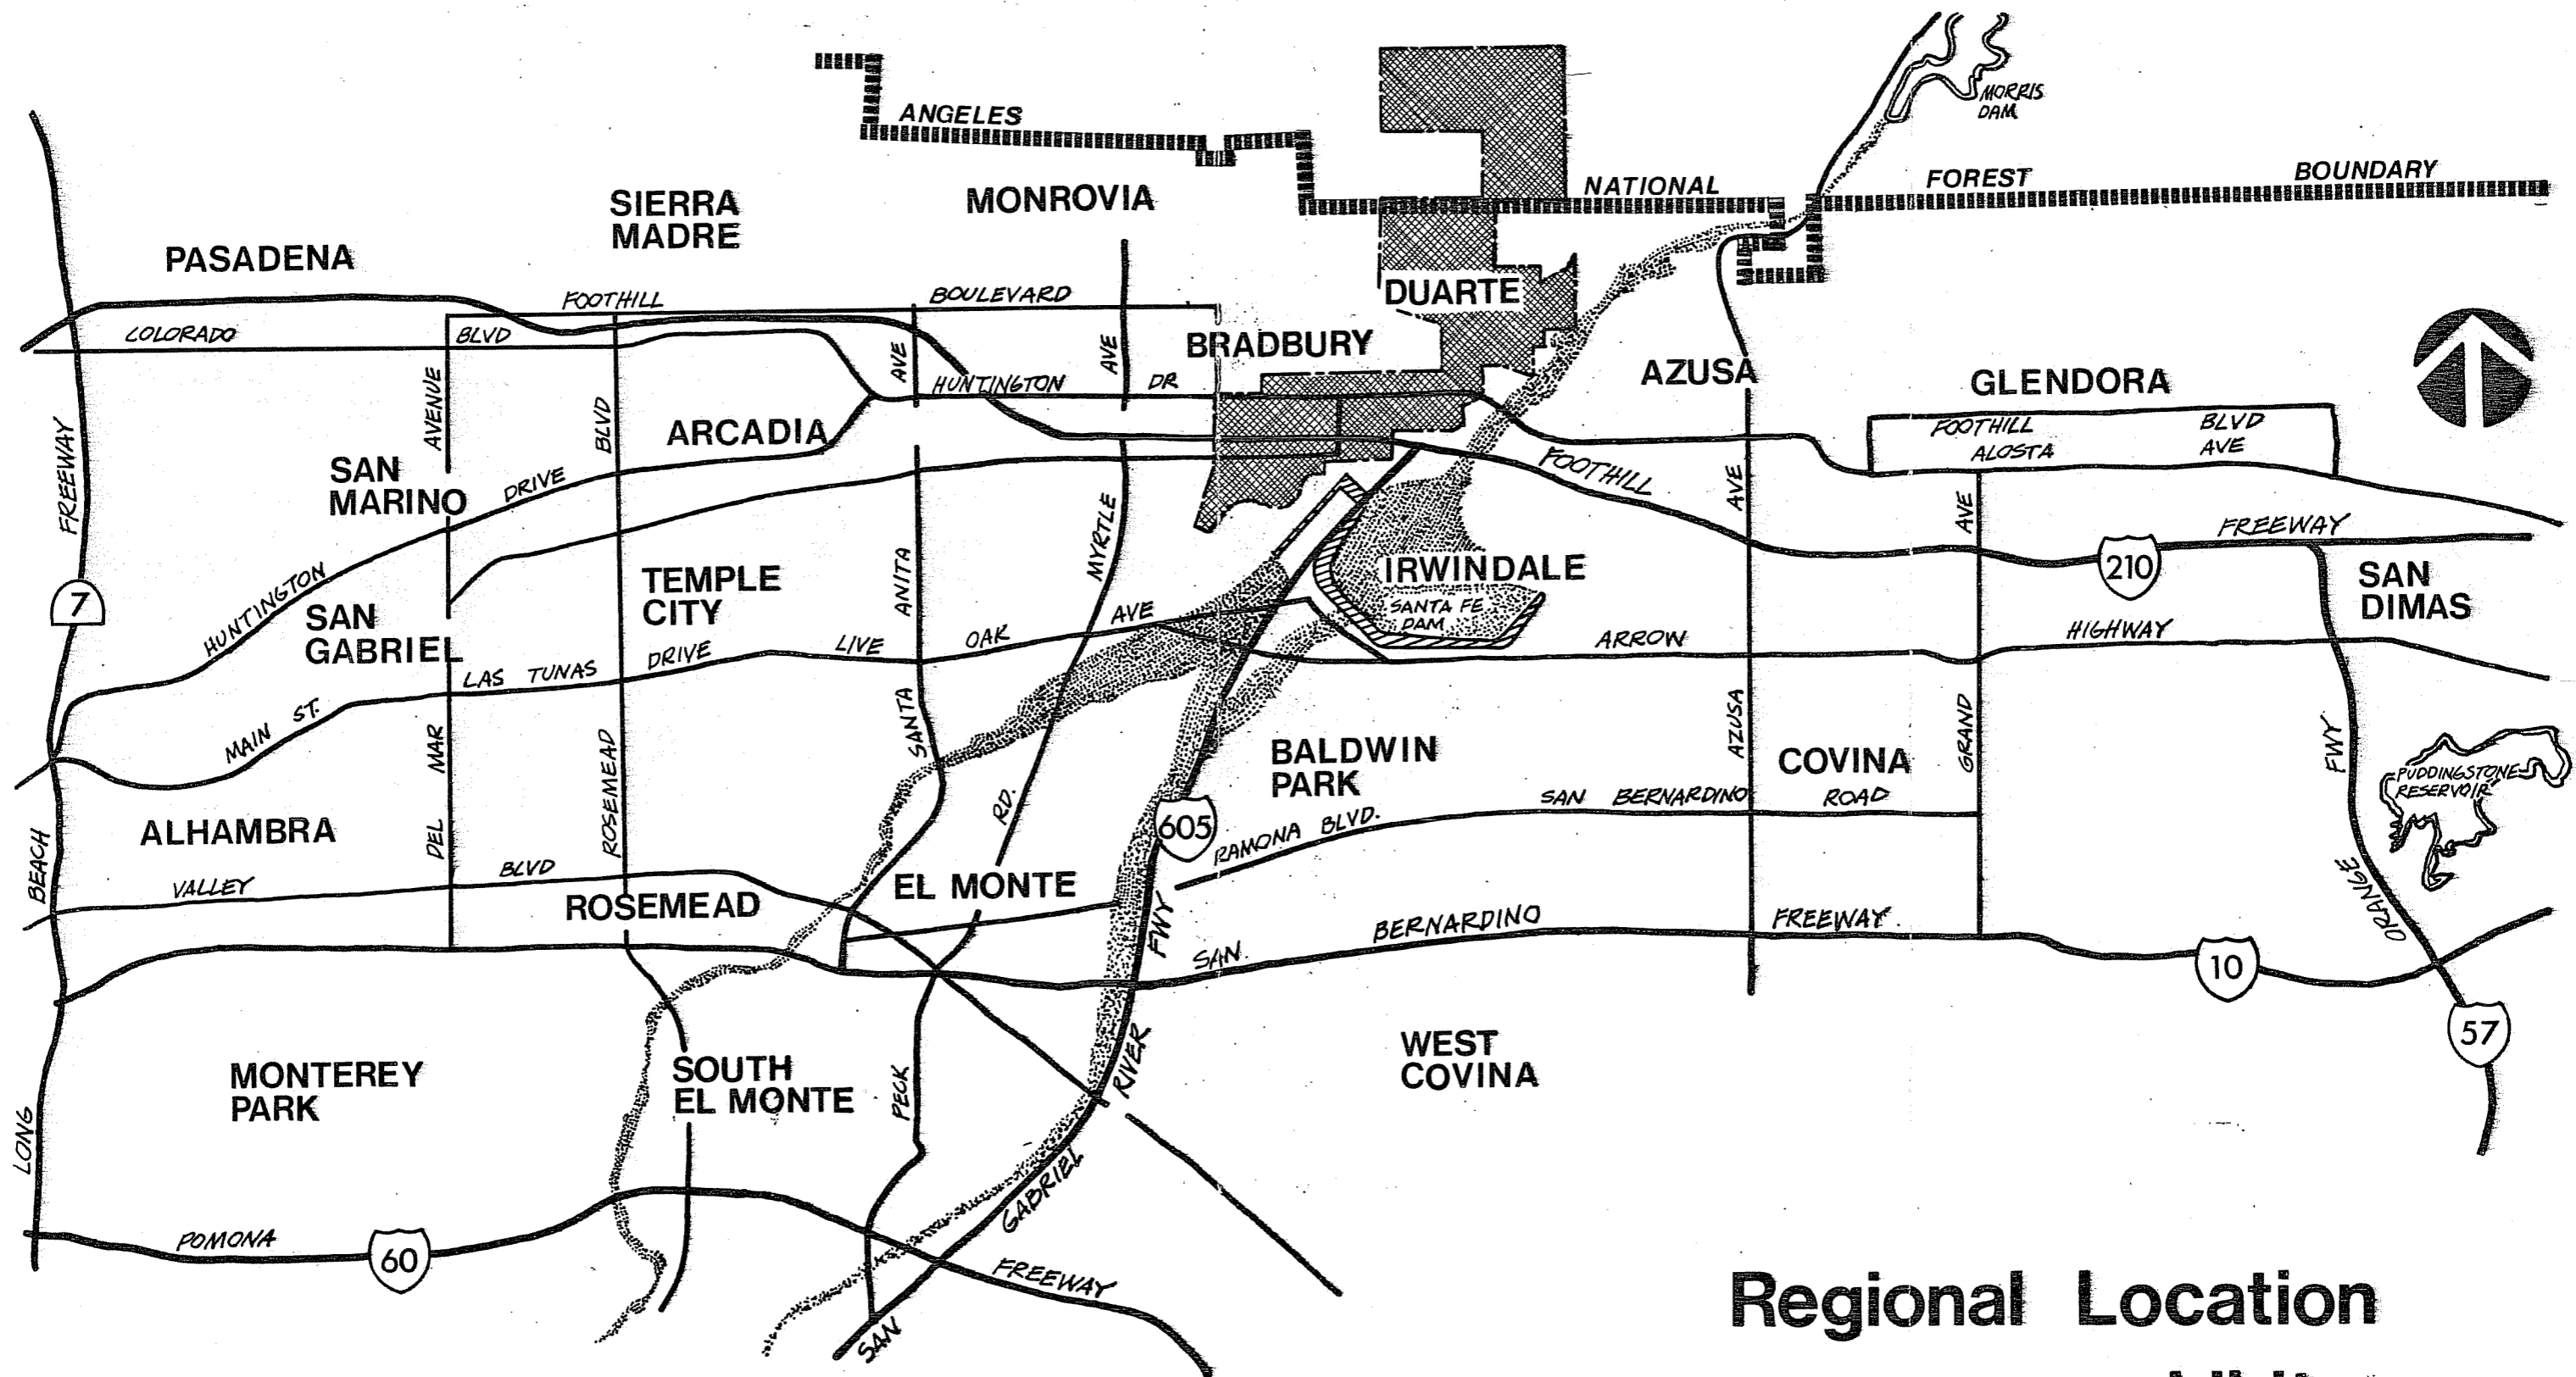 MORRIS
DAM
ANGELES
NATIONAL
FOREST
BOUNDARY
SIERRA
MADRE
MONROVIA
PASADENA
DUARTE
FOOTHILL
BOULEVARD
COLORADO
BLVD
BRADBURY
AVENUE
BLVD
AVE
AVE
HUNTINGTON
DR
AZUSA
GLENDORA
FOOTHILL
BLVD
ALOSTA
AVE
FREEWAY
ARCADIA
SAN
MARINO
DRIVE
FOOTHILL
AVE
AVE
FREEWAY
210
7
HUNTINGTON
SAN
GABRIEL
TEMPLE
CITY
ANITA
MYRTLE
IRWINDALE
SANTA FE
DAM
SAN
DIMAS
LAS TUNAS
DRIVE
LIVE
OAK
AVE
ARROW
HIGHWAY
MAIN ST.
DEL MAR
ROSEMEAD
SANTA
RD.
BALDWIN
PARK
AZUSA
COVINA
GRAND
FWY
PUDDINGSTONE
RESERVOIR
ALHAMBRA
605
RAMONA BLVD.
SAN BERNARDINO
ROAD
BEACH
VALLEY
BLVD
ROSEMEAD
EL MONTE
FWY
SAN
BERNARDINO
FREEWAY
ORANGE
10
57
MONTEREY
PARK
SOUTH
EL MONTE
PECK
RIVER
WEST
COVINA
LONG
GABRIEL
SAN
POMONA
60
FREEWAY
Regional Location